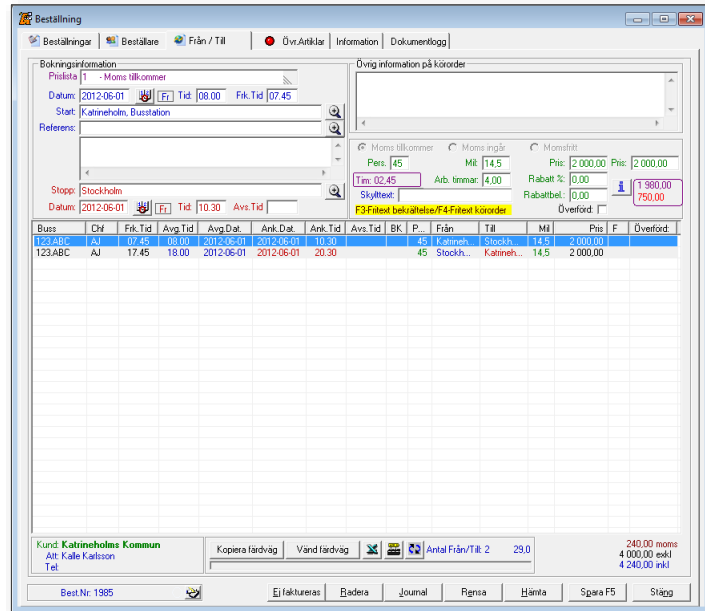 Beställning
Beställningar Beställare Från / Till Övr.Artiklar Information Dokumentlogg
Bokningsinformation
Prislista 1 - Moms tillkommer
Datum: 2012-06-01 Fr Tid: 08.00 Frk.Tid 07.45
Start: Katrineholm, Busstation
Referens:
Stopp: Stockholm
Datum: 2012-06-01 Fr Tid: 10.30 Avs.Tid
Övrig information på körorder
Moms tillkommer Moms ingår Momsfritt
Pers. 45 Mil: 14,5 Pris: 2 000,00 Pris: 2 000,00
Tim: 02,45 Arb. timmar: 4,00 Rabatt %: 0,00 1 980,00
Skylttext: Rabattbel.: 0,00 750,00
F3-Fritext bekräftelse/F4-Fritext körorder Överförd:
Buss Chf Frk.Tid Avg.Tid Avg.Dat. Ank.Dat. Ank.Tid Avs.Tid BK P... Från Till Mil Pris F Överförd:
123.ABC AJ 07.45 08.00 2012-06-01 2012-06-01 10.30 45 Katrineh... Stockh... 14,5 2 000,00
123.ABC AJ 17.45 18.00 2012-06-01 2012-06-01 20.30 45 Stockh... Katrineh... 14,5 2 000,00
Kund: Katrineholms Kommun
Att: Kalle Karlsson
Tel:
Kopiera färdväg Vänd färdväg Antal Från/Till: 2 29,0
240,00 moms
4 000,00 exkl
4 240,00 inkl
Best.Nr: 1985 Ej faktureras Radera Journal Rensa Hämta Spara F5 Stäng